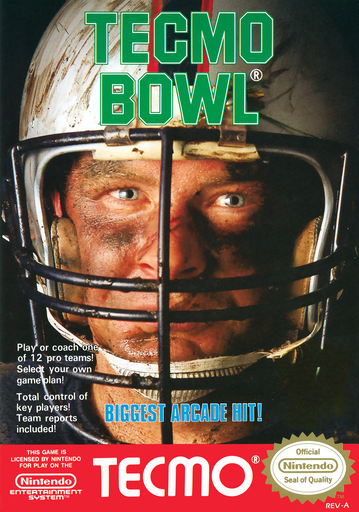 TECMO
BOWL®
Play or coach one
of 12 pro teams!
Select your own
game plan!
Total control of
key players!
Team reports
included!
BIGGEST ARCADE HIT!
THIS GAME IS
LICENSED BY NINTENDO
FOR PLAY ON THE
Nintendo
ENTERTAINMENT
SYSTEM™
TECMO®
Official
Nintendo
Seal of Quality
TM
REV-A